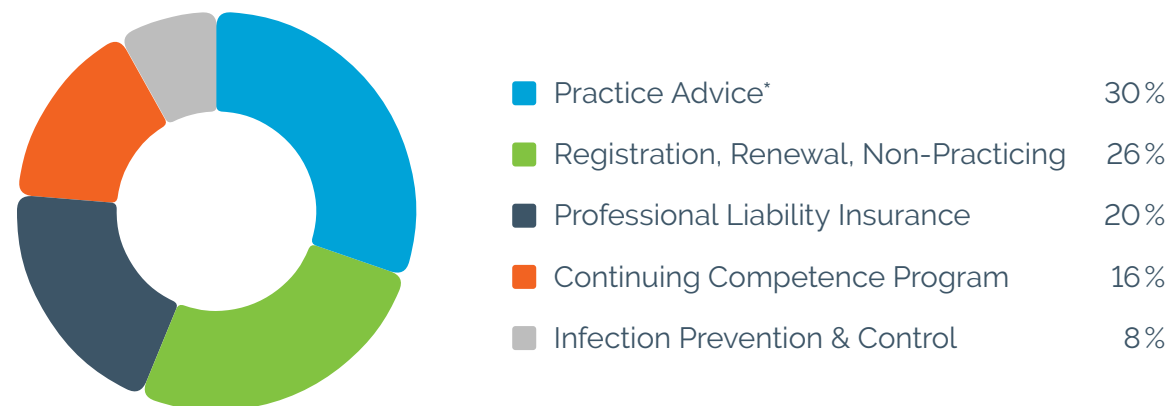 Practice Advice* 30%
Registration, Renewal, Non-Practicing 26%
Professional Liability Insurance 20%
Continuing Competence Program 16%
Infection Prevention & Control 8%